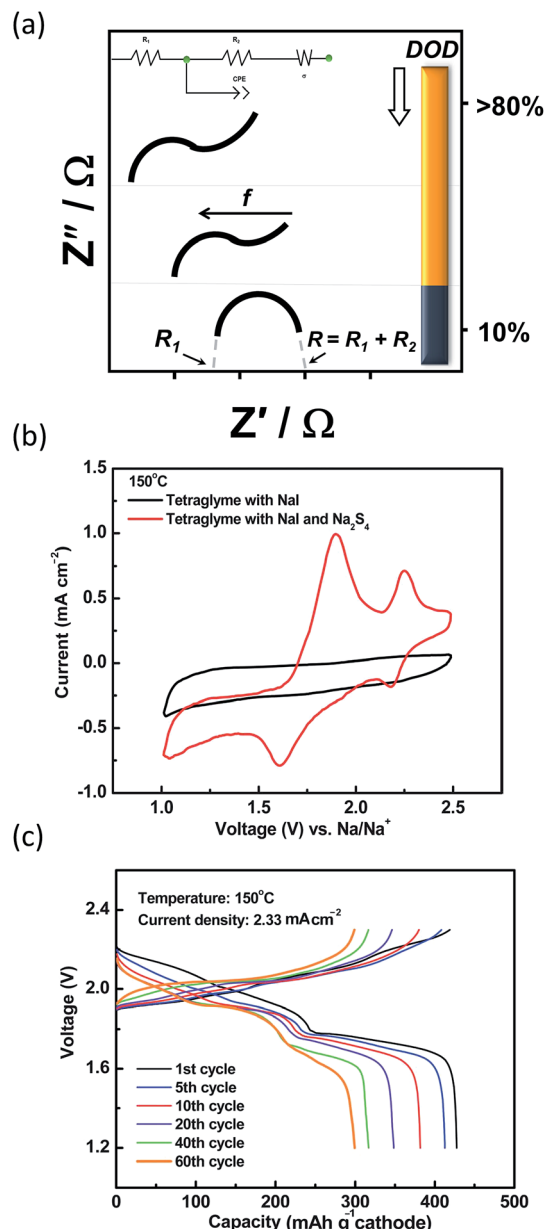 (a)
R₁
R₂
CPE
σ
DOD
>80%
f
10%
R₁
R = R₁ + R₂
Z″ / Ω
Z′ / Ω
(b)
150°C
Tetraglyme with NaI
Tetraglyme with NaI and Na₂S₄
1.5
1.0
0.5
0.0
-0.5
-1.0
Current (mA cm⁻²)
1.0 1.5 2.0 2.5
Voltage (V) vs. Na/Na⁺
(c)
Temperature: 150°C
Current density: 2.33 mAcm⁻²
2.4
2.0
1.6
1.2
Voltage (V)
1st cycle
5th cycle
10th cycle
20th cycle
40th cycle
60th cycle
0 100 200 300 400 500
Capacity (mAh g⁻¹cathode)